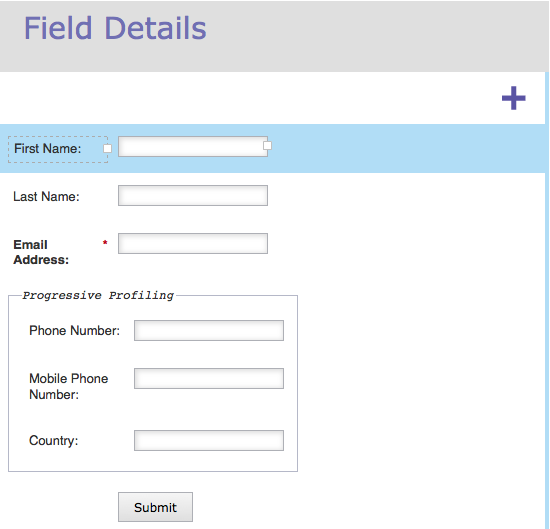 Field Details
First Name:
Last Name:
Email *
Address:
Progressive Profiling
Phone Number:
Mobile Phone
Number:
Country:
Submit